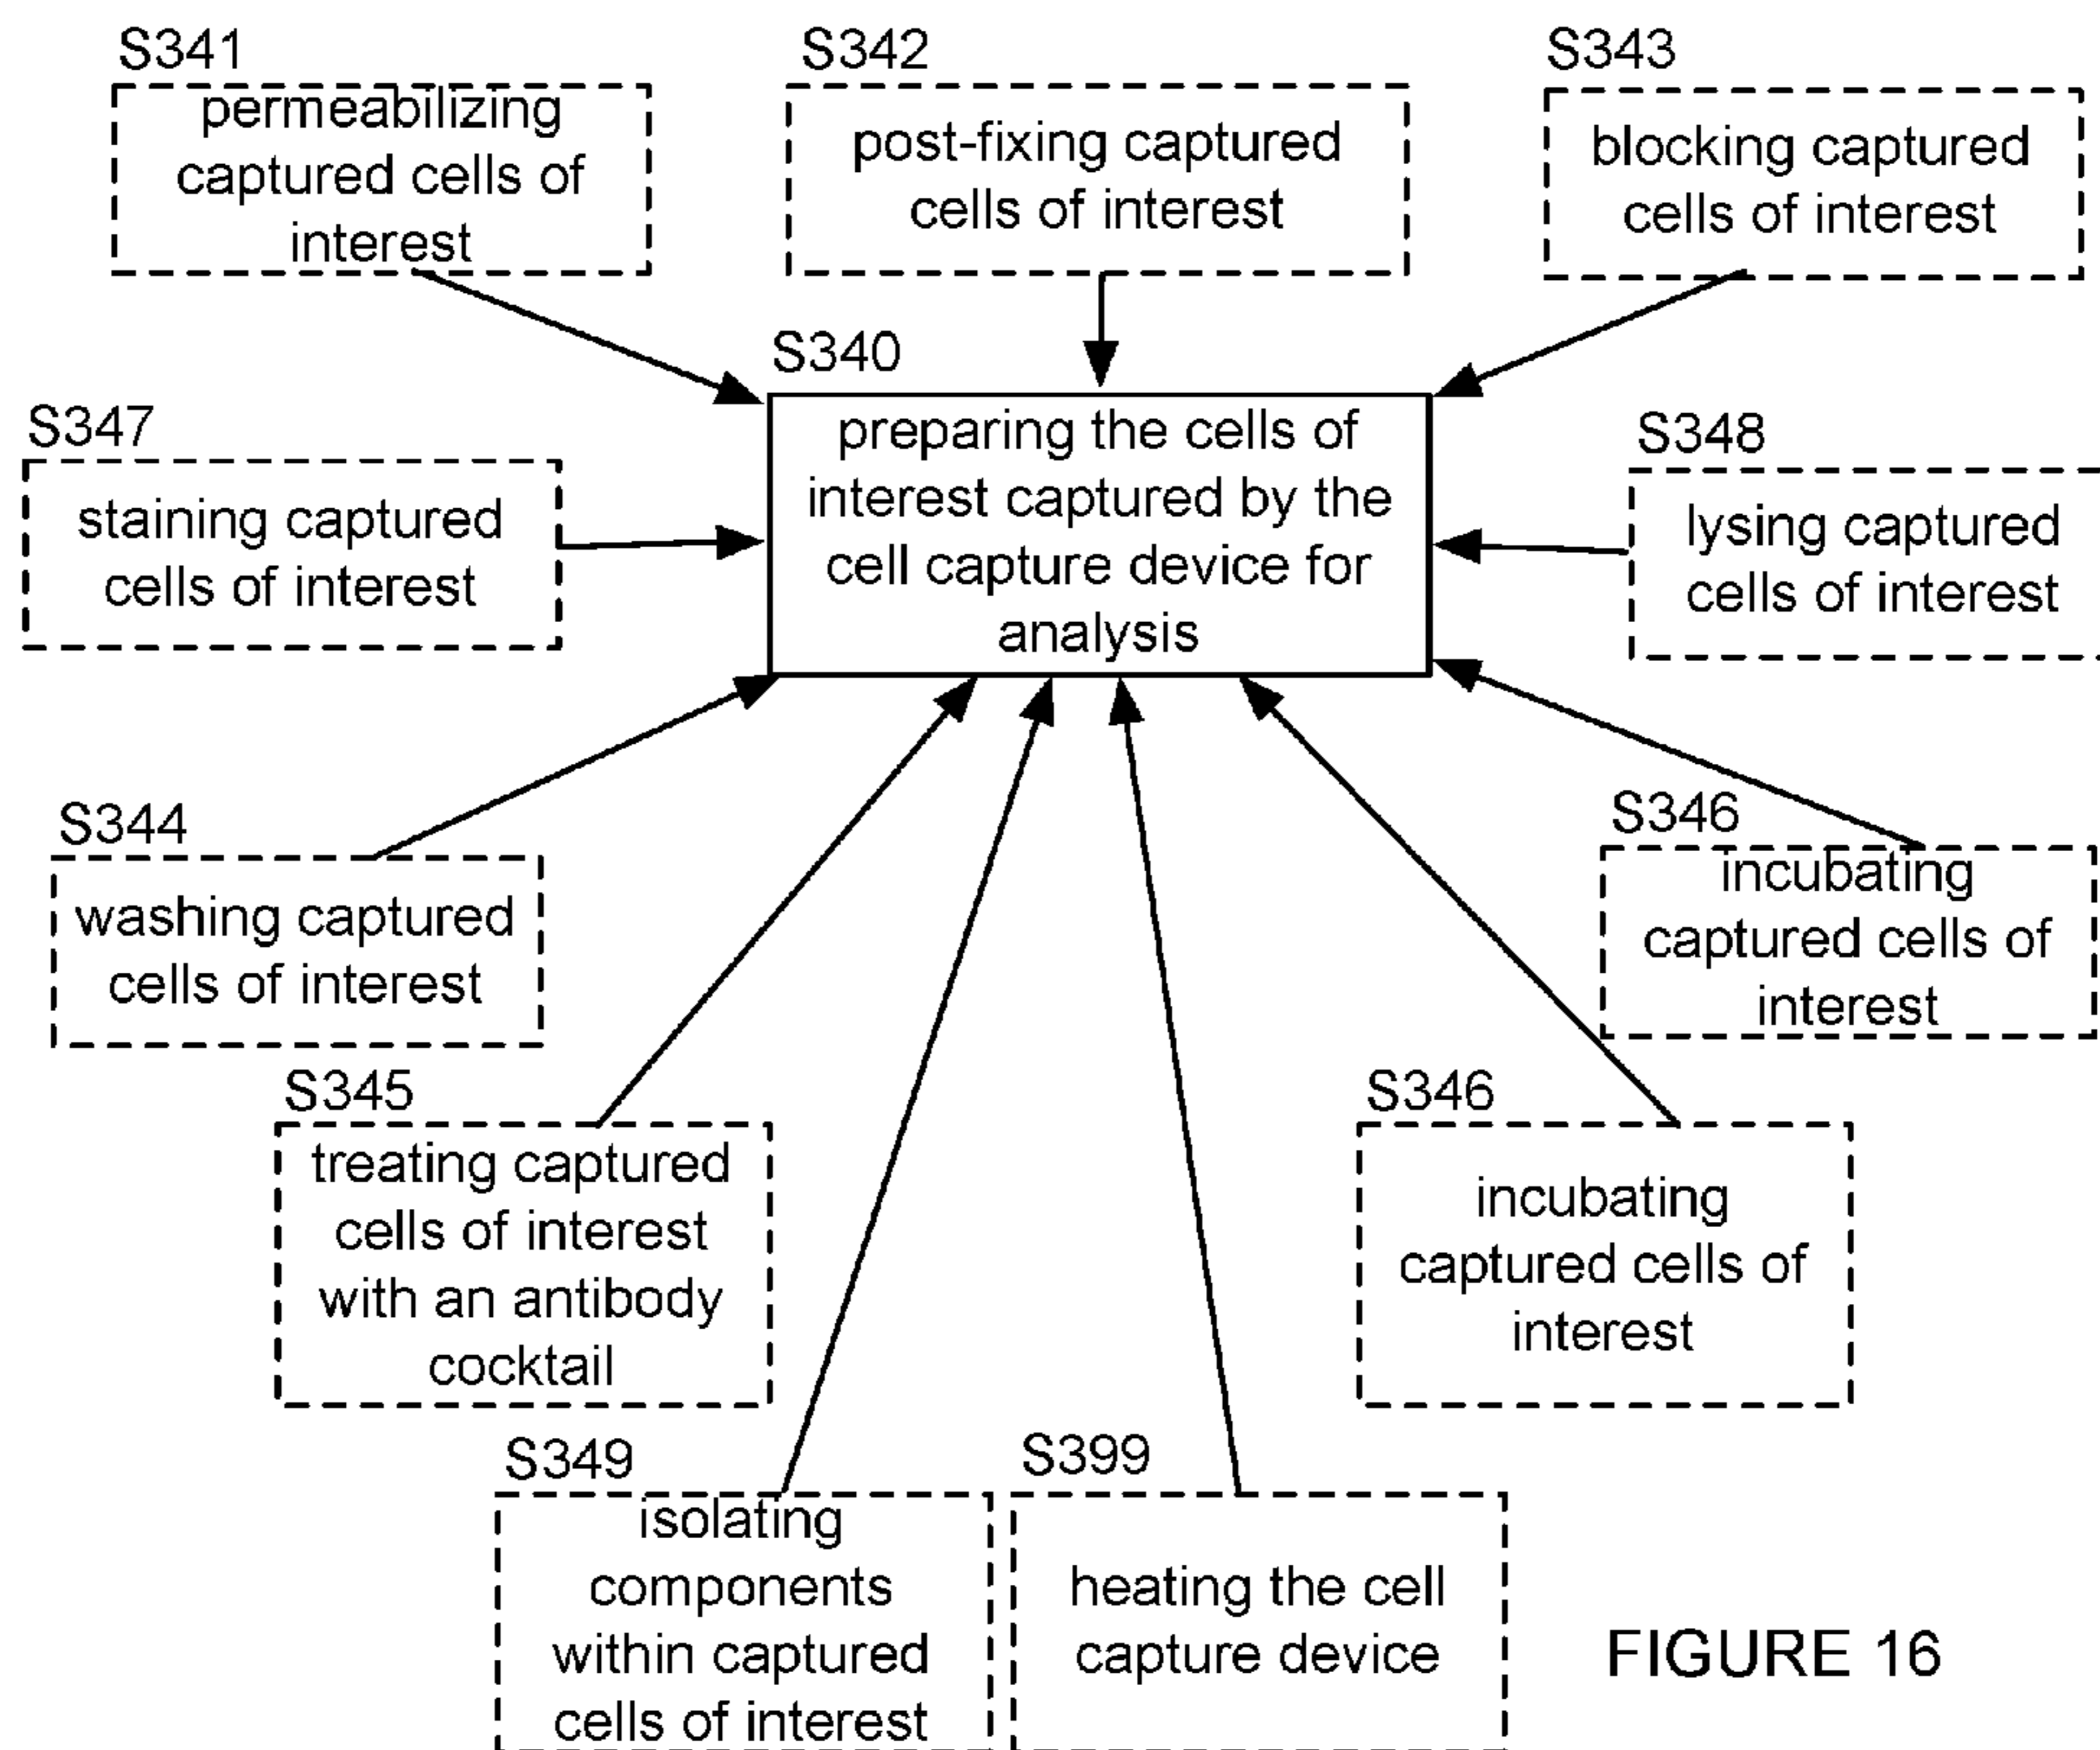 S341
permeabilizing
captured cells of
interest
S342
post-fixing captured
cells of interest
S343
blocking captured
cells of interest
S340
preparing the cells of
interest captured by the
cell capture device for
analysis
S347
staining captured
cells of interest
S348
lysing captured
cells of interest
S344
washing captured
cells of interest
S346
incubating
captured cells of
interest
S345
treating captured
cells of interest
with an antibody
cocktail
S346
incubating
captured cells of
interest
S349
isolating
components
within captured
cells of interest
S399
heating the cell
capture device
FIGURE 16